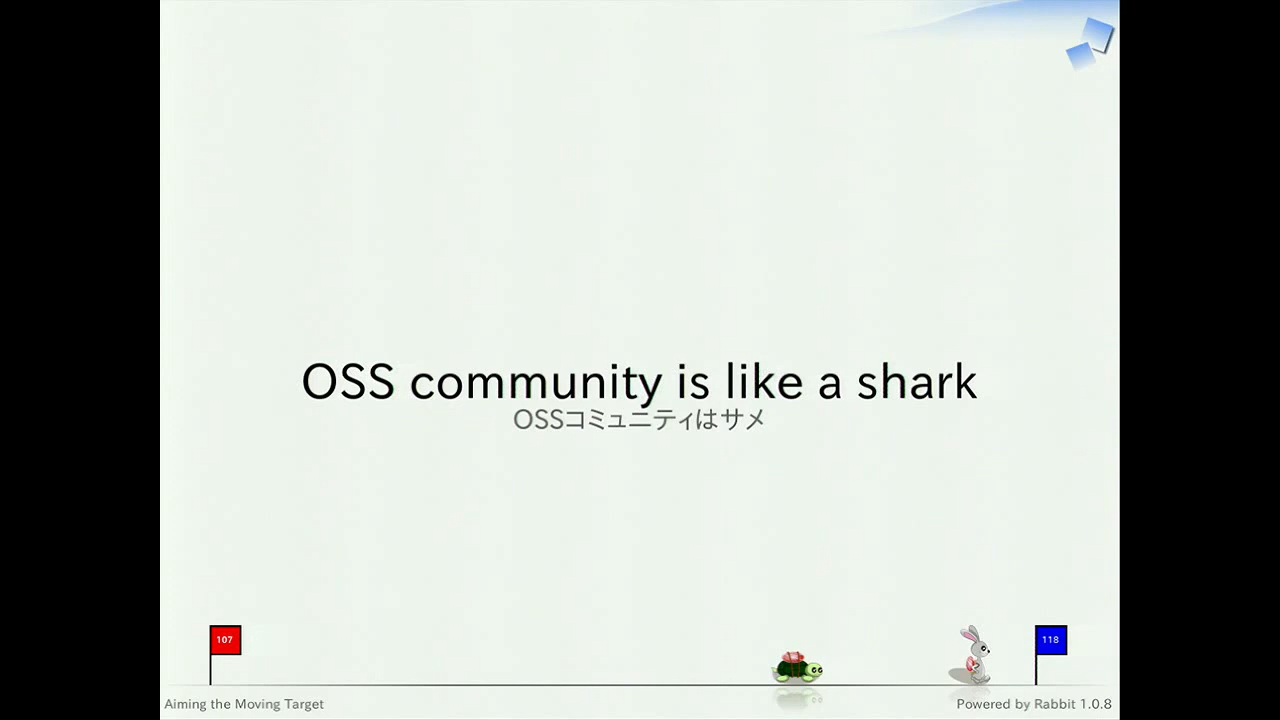 OSS community is like a shark
OSSコミュニティはサメ
107
118
Aiming the Moving Target
Powered by Rabbit 1.0.8